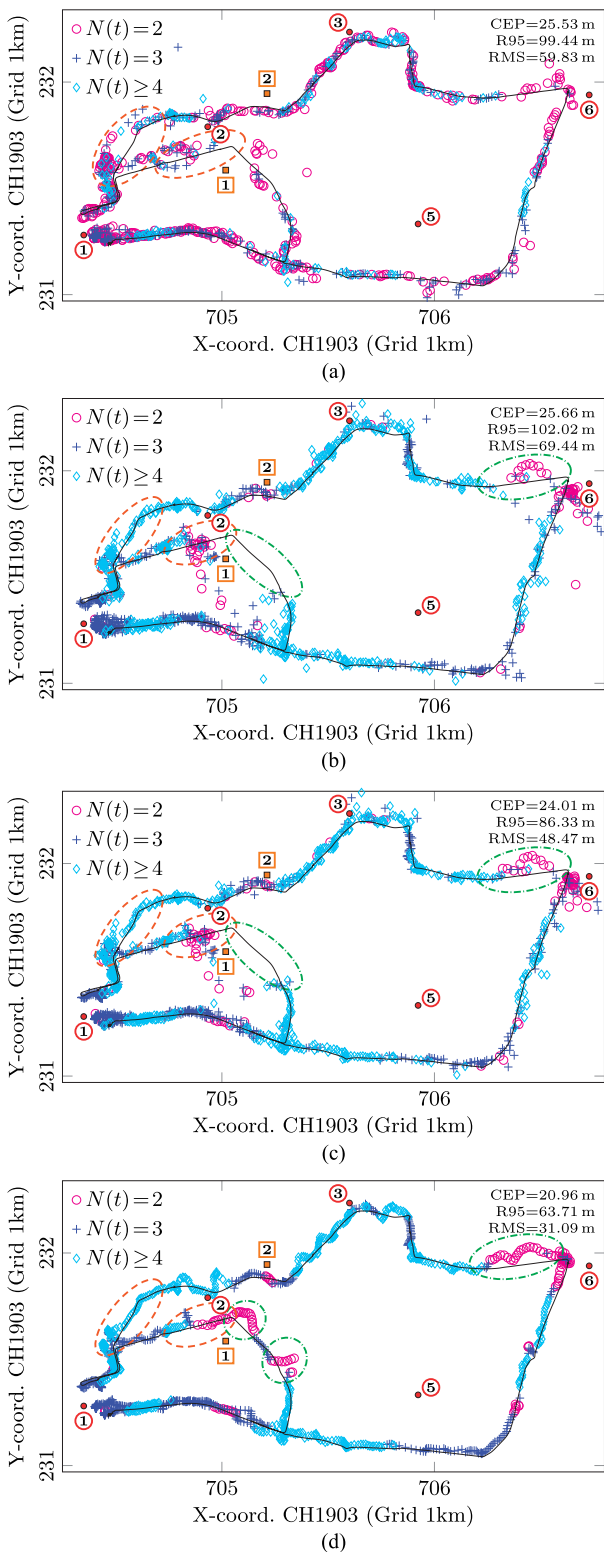 N(t)=2
N(t)=3
N(t)≥4
CEP=25.53 m
R95=99.44 m
RMS=59.83 m
3
2
6
2
1
5
1
232
231
Y-coord. CH1903 (Grid 1km)
705
706
X-coord. CH1903 (Grid 1km)
(a)
N(t)=2
N(t)=3
N(t)≥4
CEP=25.66 m
R95=102.02 m
RMS=69.44 m
3
2
6
2
1
5
1
232
231
Y-coord. CH1903 (Grid 1km)
705
706
X-coord. CH1903 (Grid 1km)
(b)
N(t)=2
N(t)=3
N(t)≥4
CEP=24.01 m
R95=86.33 m
RMS=48.47 m
3
2
6
2
1
5
1
232
231
Y-coord. CH1903 (Grid 1km)
705
706
X-coord. CH1903 (Grid 1km)
(c)
N(t)=2
N(t)=3
N(t)≥4
CEP=20.96 m
R95=63.71 m
RMS=31.09 m
3
2
6
2
1
5
1
232
231
Y-coord. CH1903 (Grid 1km)
705
706
X-coord. CH1903 (Grid 1km)
(d)